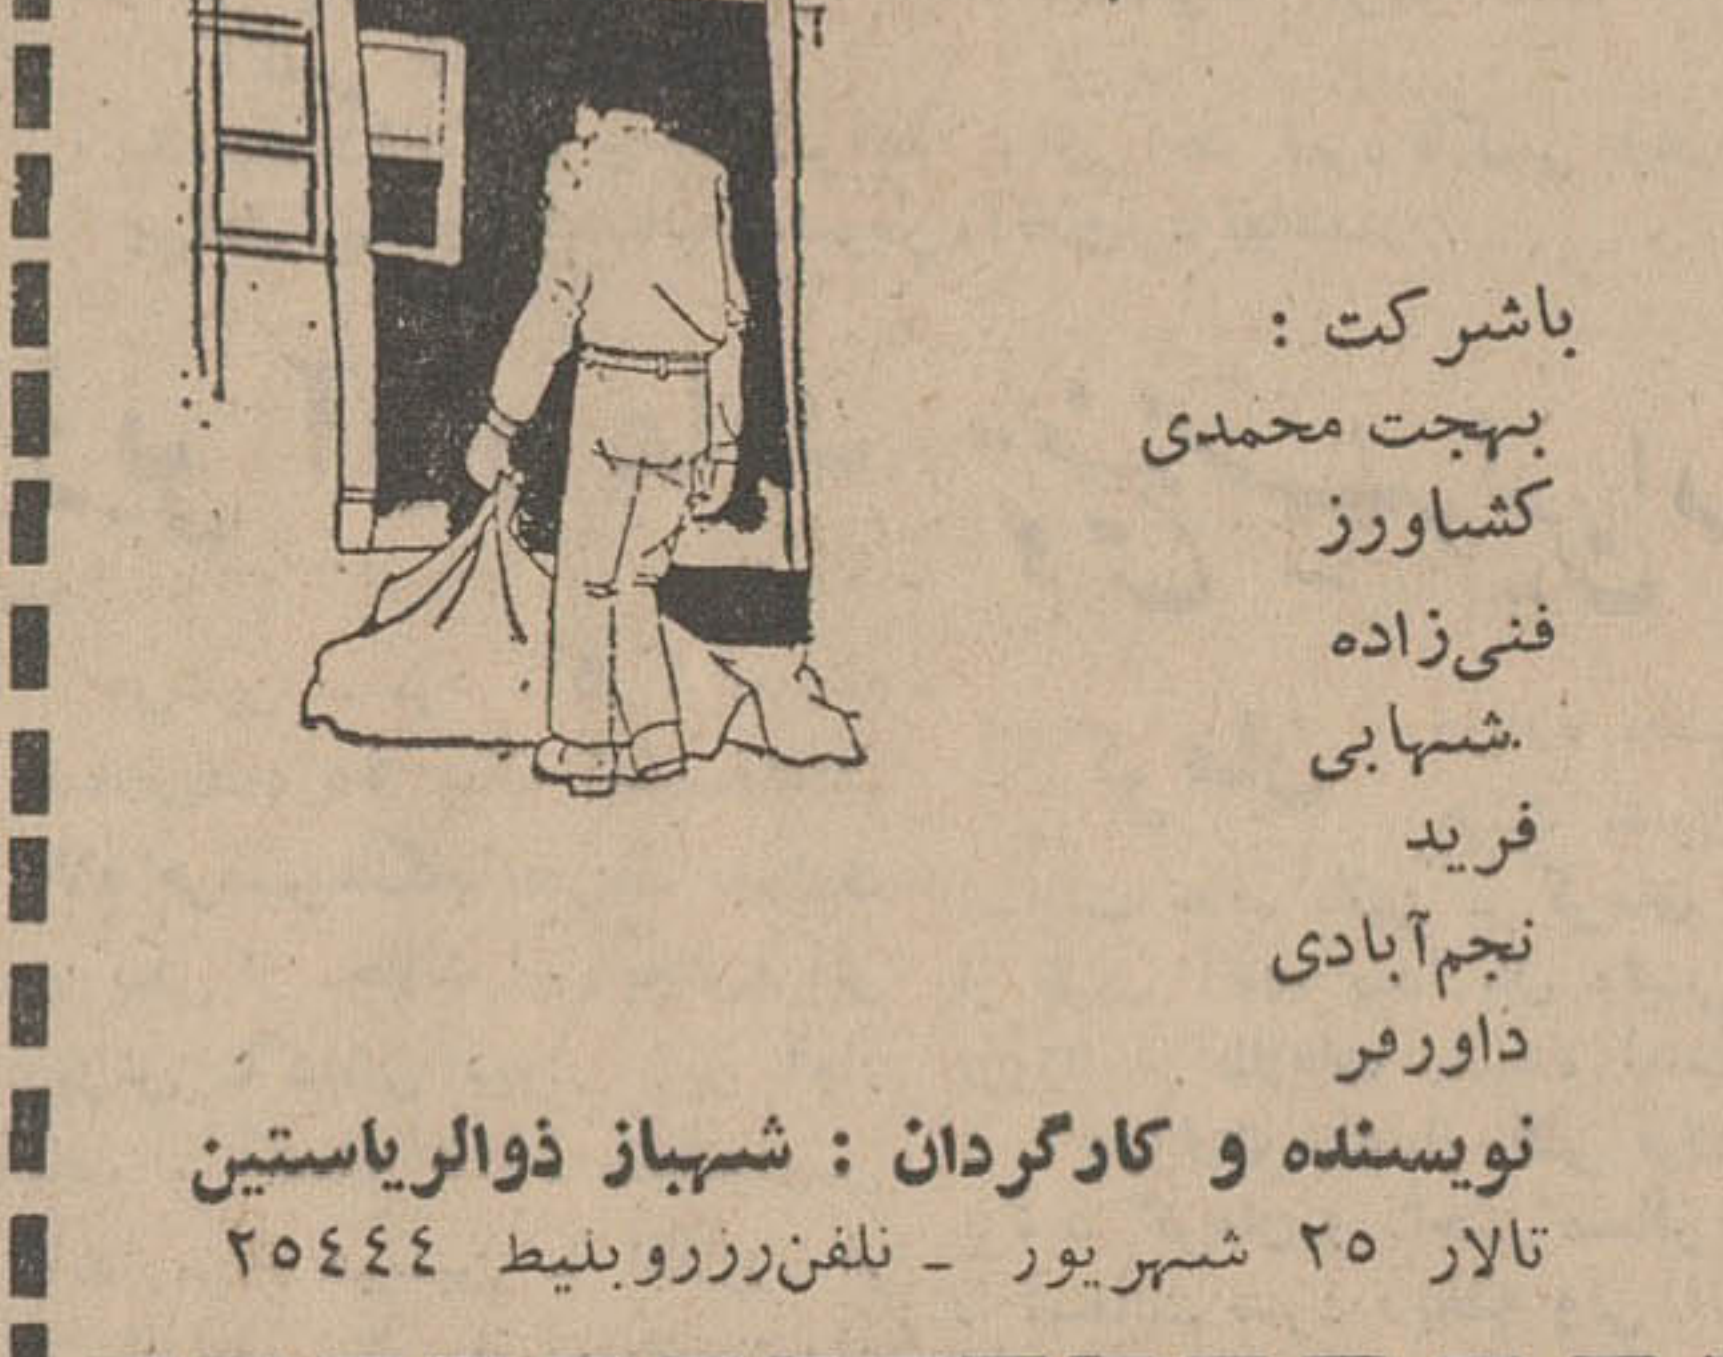 باشرکت :
بهجت محمدی
کشاورز
فنی‌زاده
شهابی
فرید
نجم‌آبادی
داورفر
نویسنده و کارگردان : شهباز ذوالریاستین
تالار ۲۵ شهریور ـ تلفن‌رزرو بلیط ۲۵٤٤٤